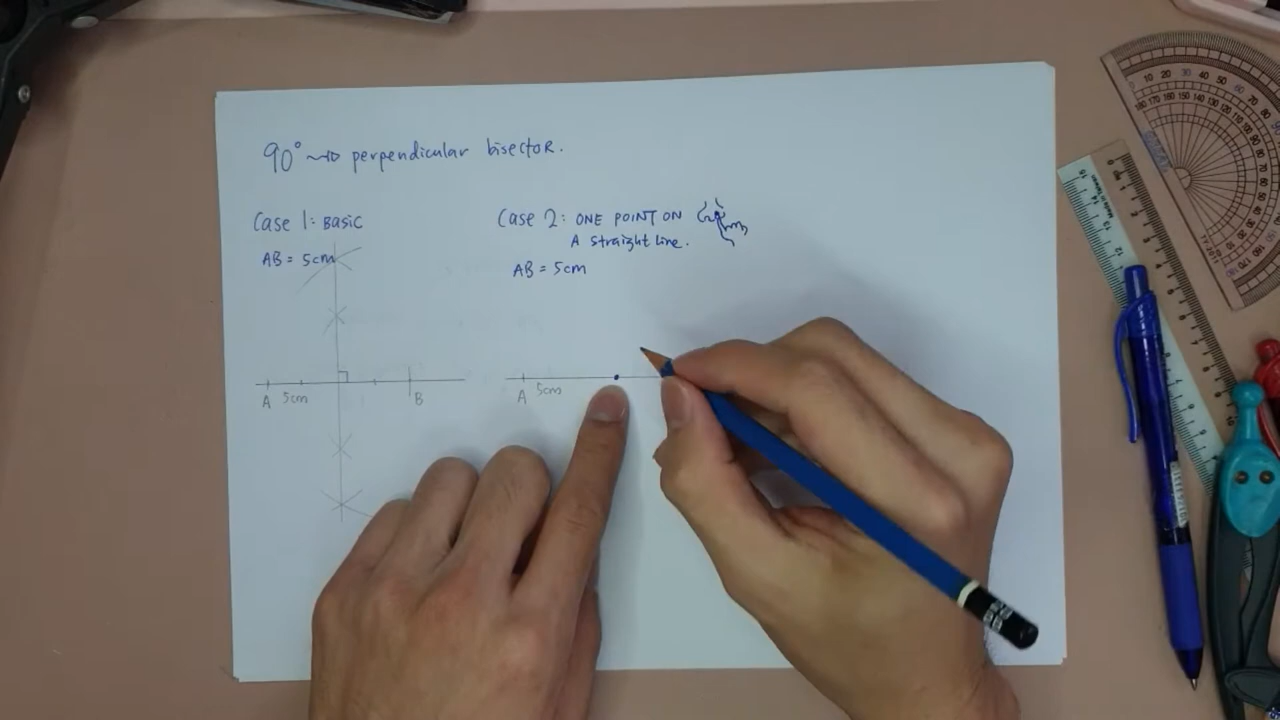 90° ~> perpendicular bisector.
Case 1: BASIC
AB = 5cm
A 5cm B
Case 2: ONE POINT ON
A straight line.
AB = 5cm
A 5cm